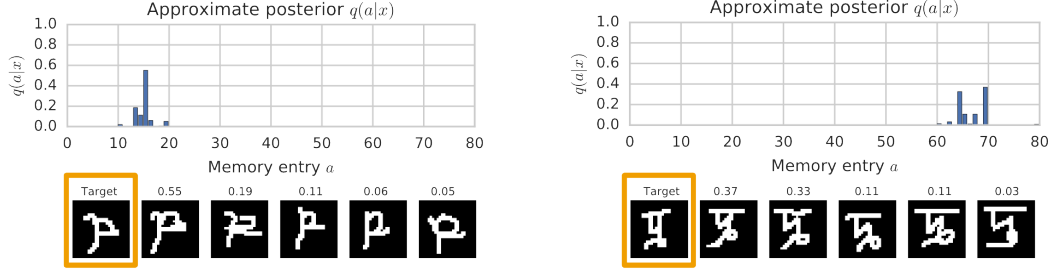 Approximate posterior q(a|x)
q(a|x)
1.0
0.8
0.6
0.4
0.2
0.0
0 10 20 30 40 50 60 70 80
Memory entry a
Target 0.55 0.19 0.11 0.06 0.05
Approximate posterior q(a|x)
q(a|x)
1.0
0.8
0.6
0.4
0.2
0.0
0 10 20 30 40 50 60 70 80
Memory entry a
Target 0.37 0.33 0.11 0.11 0.03